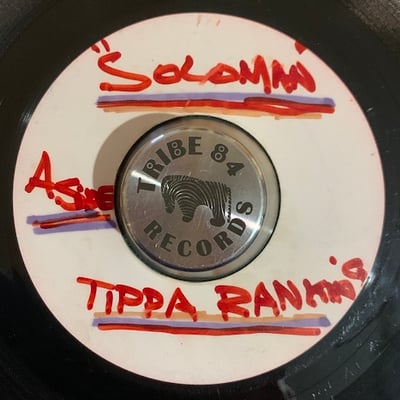 "SOLOMAN"
A SIDE
TRIBE 84
RECORDS
TIPPA RANKING